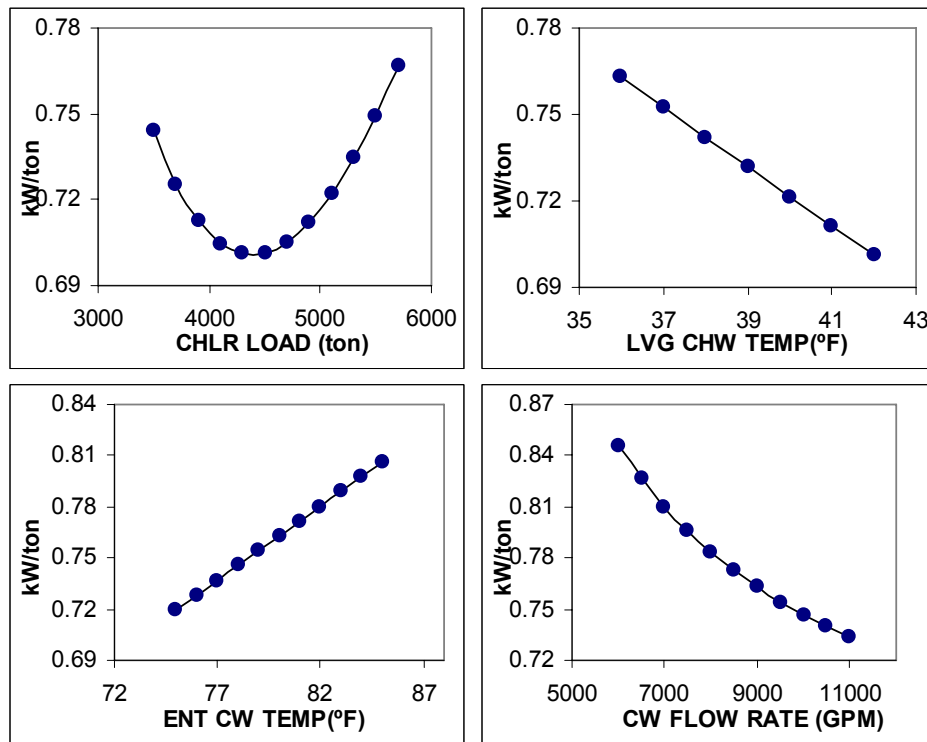 0.78
0.75
0.72
0.69
kW/ton
3000 4000 5000 6000
CHLR LOAD (ton)
0.78
0.75
0.72
0.69
kW/ton
35 37 39 41 43
LVG CHW TEMP(ºF)
0.84
0.81
0.78
0.75
0.72
0.69
kW/ton
72 77 82 87
ENT CW TEMP(ºF)
0.87
0.84
0.81
0.78
0.75
0.72
kW/ton
5000 7000 9000 11000
CW FLOW RATE (GPM)